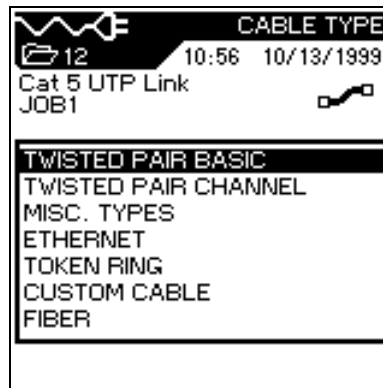 CABLE TYPE
12 10:56 10/13/1999
Cat 5 UTP Link
JOB1
TWISTED PAIR BASIC
TWISTED PAIR CHANNEL
MISC. TYPES
ETHERNET
TOKEN RING
CUSTOM CABLE
FIBER